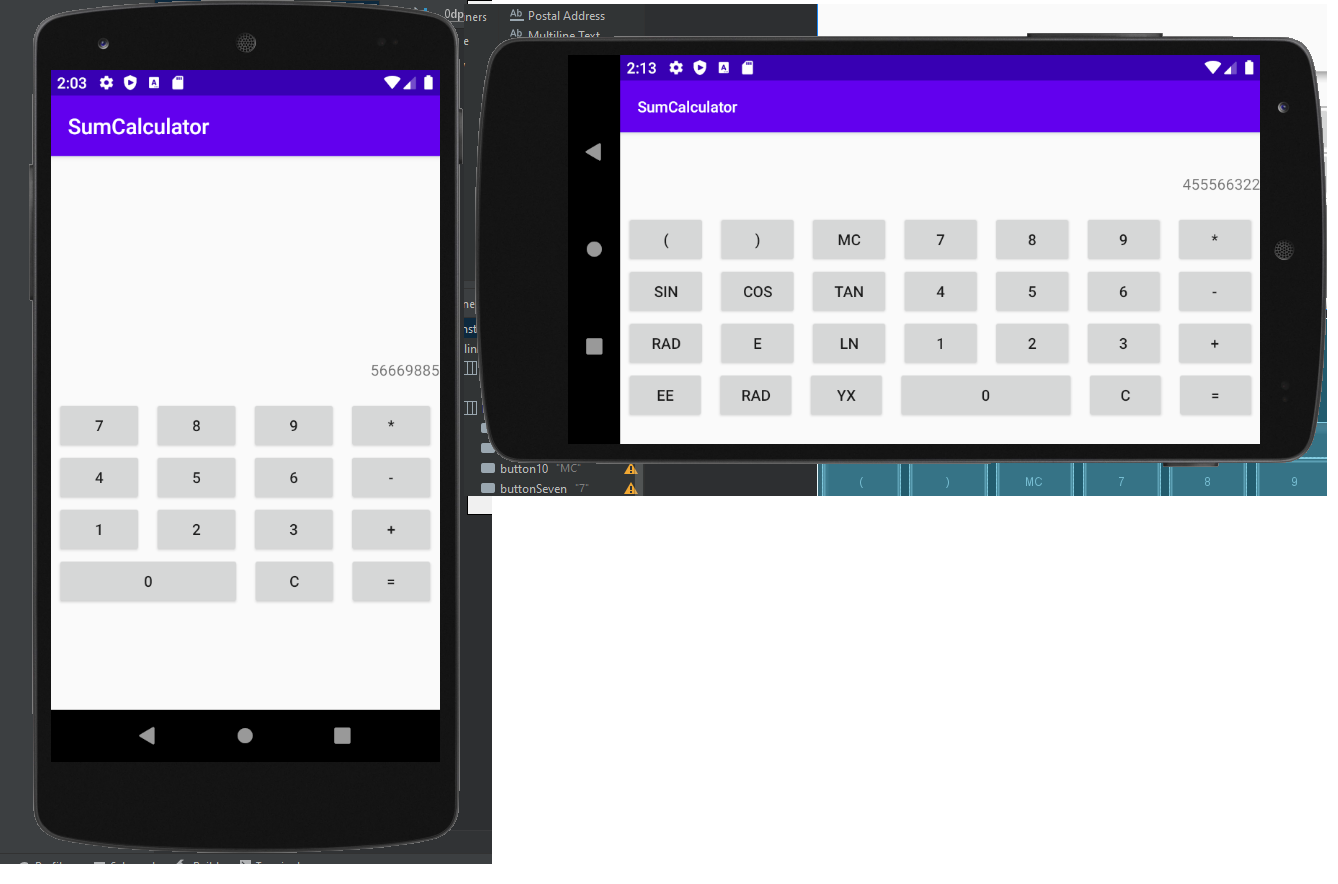 0dp
ners
Ab Postal Address
Ab Multiline Text
2:03
A
SumCalculator
56669885
7 8 9 *
4 5 6 -
1 2 3 +
0 C =
2:13
A
SumCalculator
455566322
( ) MC 7 8 9 *
SIN COS TAN 4 5 6 -
RAD E LN 1 2 3 +
EE RAD YX 0 C =
button10 "MC"
buttonSeven "7"
( ) MC 7 8 9